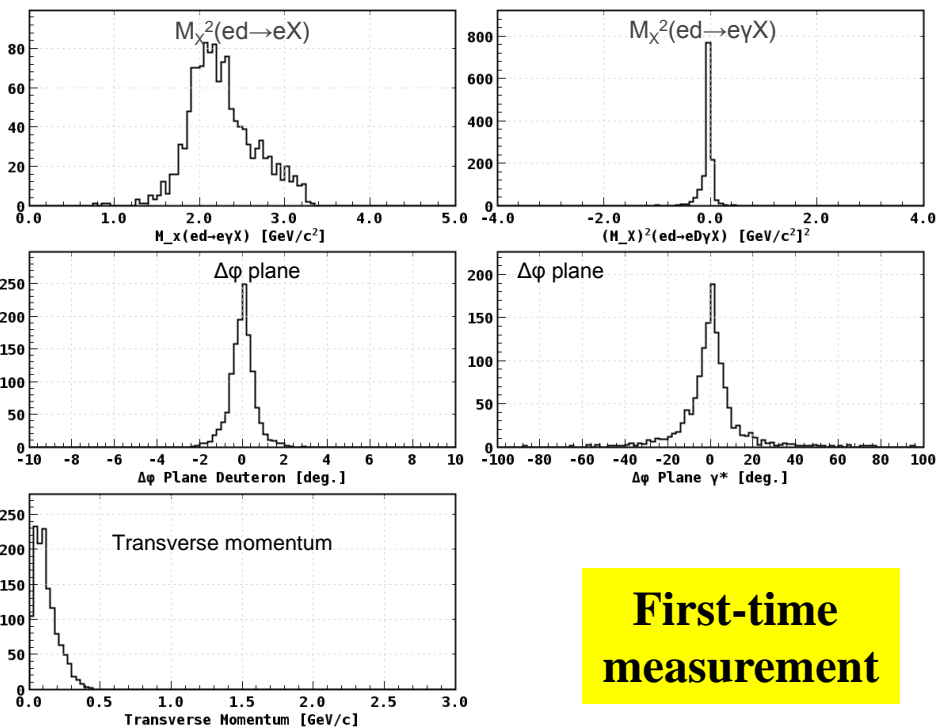 M_X²(ed→eX)
80
60
40
20
0
0.0 1.0 2.0 3.0 4.0 5.0
M_x(ed→eγX) [GeV/c²]
M_X²(ed→eγX)
800
600
400
200
0
-4.0 -2.0 0.0 2.0 4.0
(M_X)²(ed→eDγX) [GeV/c²]²
Δφ plane
250
200
150
100
50
0
-10 -8 -6 -4 -2 0 2 4 6 8 10
Δφ Plane Deuteron [deg.]
Δφ plane
200
150
100
50
0
-100 -80 -60 -40 -20 0 20 40 60 80 100
Δφ Plane γ* [deg.]
Transverse momentum
250
200
150
100
50
0
0.0 0.5 1.0 1.5 2.0 2.5 3.0
Transverse Momentum [GeV/c]
First-time
measurement